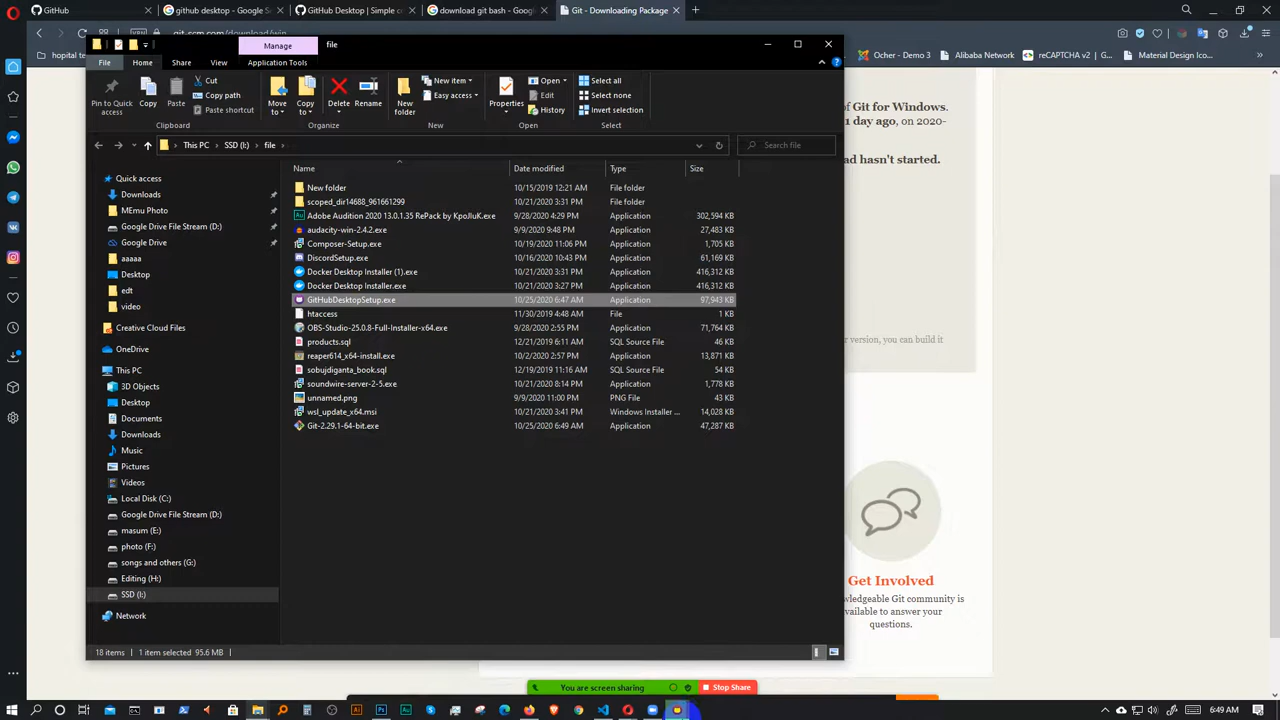 GitHub
github desktop - Google S
GitHub Desktop | Simple c
download git bash - Googl
Git - Downloading Package
git-scm.com/download/win
hopital te
Ocher - Demo 3
Alibaba Network
reCAPTCHA v2
Material Design Ico...
Manage
file
File
Home
Share
View
Application Tools
Pin to Quick access
Copy
Paste
Cut
Copy path
Paste shortcut
Clipboard
Move to
Copy to
Delete
Rename
Organize
New folder
New item
Easy access
New
Properties
Open
Edit
History
Open
Select all
Select none
Invert selection
Select
This PC > SSD (I:) > file >
Search file
Name Date modified Type Size
New folder 10/15/2019 12:21 AM File folder
scoped_dir14688_961661299 10/21/2020 3:31 PM File folder
Adobe Audition 2020 13.0.1.35 RePack by KpoJIuK.exe 9/28/2020 4:29 PM Application 302,594 KB
audacity-win-2.4.2.exe 9/9/2020 9:48 PM Application 27,483 KB
Composer-Setup.exe 10/19/2020 11:06 PM Application 1,705 KB
DiscordSetup.exe 10/16/2020 10:43 PM Application 61,169 KB
Docker Desktop Installer (1).exe 10/21/2020 3:31 PM Application 416,312 KB
Docker Desktop Installer.exe 10/21/2020 3:27 PM Application 416,312 KB
GitHubDesktopSetup.exe 10/25/2020 6:47 AM Application 97,943 KB
htaccess 11/30/2019 4:48 AM File 1 KB
OBS-Studio-25.0.8-Full-Installer-x64.exe 9/28/2020 2:55 PM Application 71,764 KB
products.sql 12/21/2019 6:11 AM SQL Source File 46 KB
reaper614_x64-install.exe 10/2/2020 2:57 PM Application 13,871 KB
sobujdiganta_book.sql 12/19/2019 11:16 AM SQL Source File 54 KB
soundwire-server-2-5.exe 10/21/2020 8:14 PM Application 1,778 KB
unnamed.png 9/9/2020 11:00 PM PNG File 43 KB
wsl_update_x64.msi 10/21/2020 3:41 PM Windows Installer ... 14,028 KB
Git-2.29.1-64-bit.exe 10/25/2020 6:49 AM Application 47,287 KB
Quick access
Downloads
MEmu Photo
Google Drive File Stream (D:)
Google Drive
aaaaa
Desktop
edt
video
Creative Cloud Files
OneDrive
This PC
3D Objects
Desktop
Documents
Downloads
Music
Pictures
Videos
Local Disk (C:)
Google Drive File Stream (D:)
masum (E:)
photo (F:)
songs and others (G:)
Editing (H:)
SSD (I:)
Network
18 items
1 item selected 95.6 MB
of Git for Windows.
1 day ago, on 2020-
ad hasn't started.
r version, you can build it
Get Involved
wledgeable Git community is
vailable to answer your
questions.
You are screen sharing
Stop Share
6:49 AM